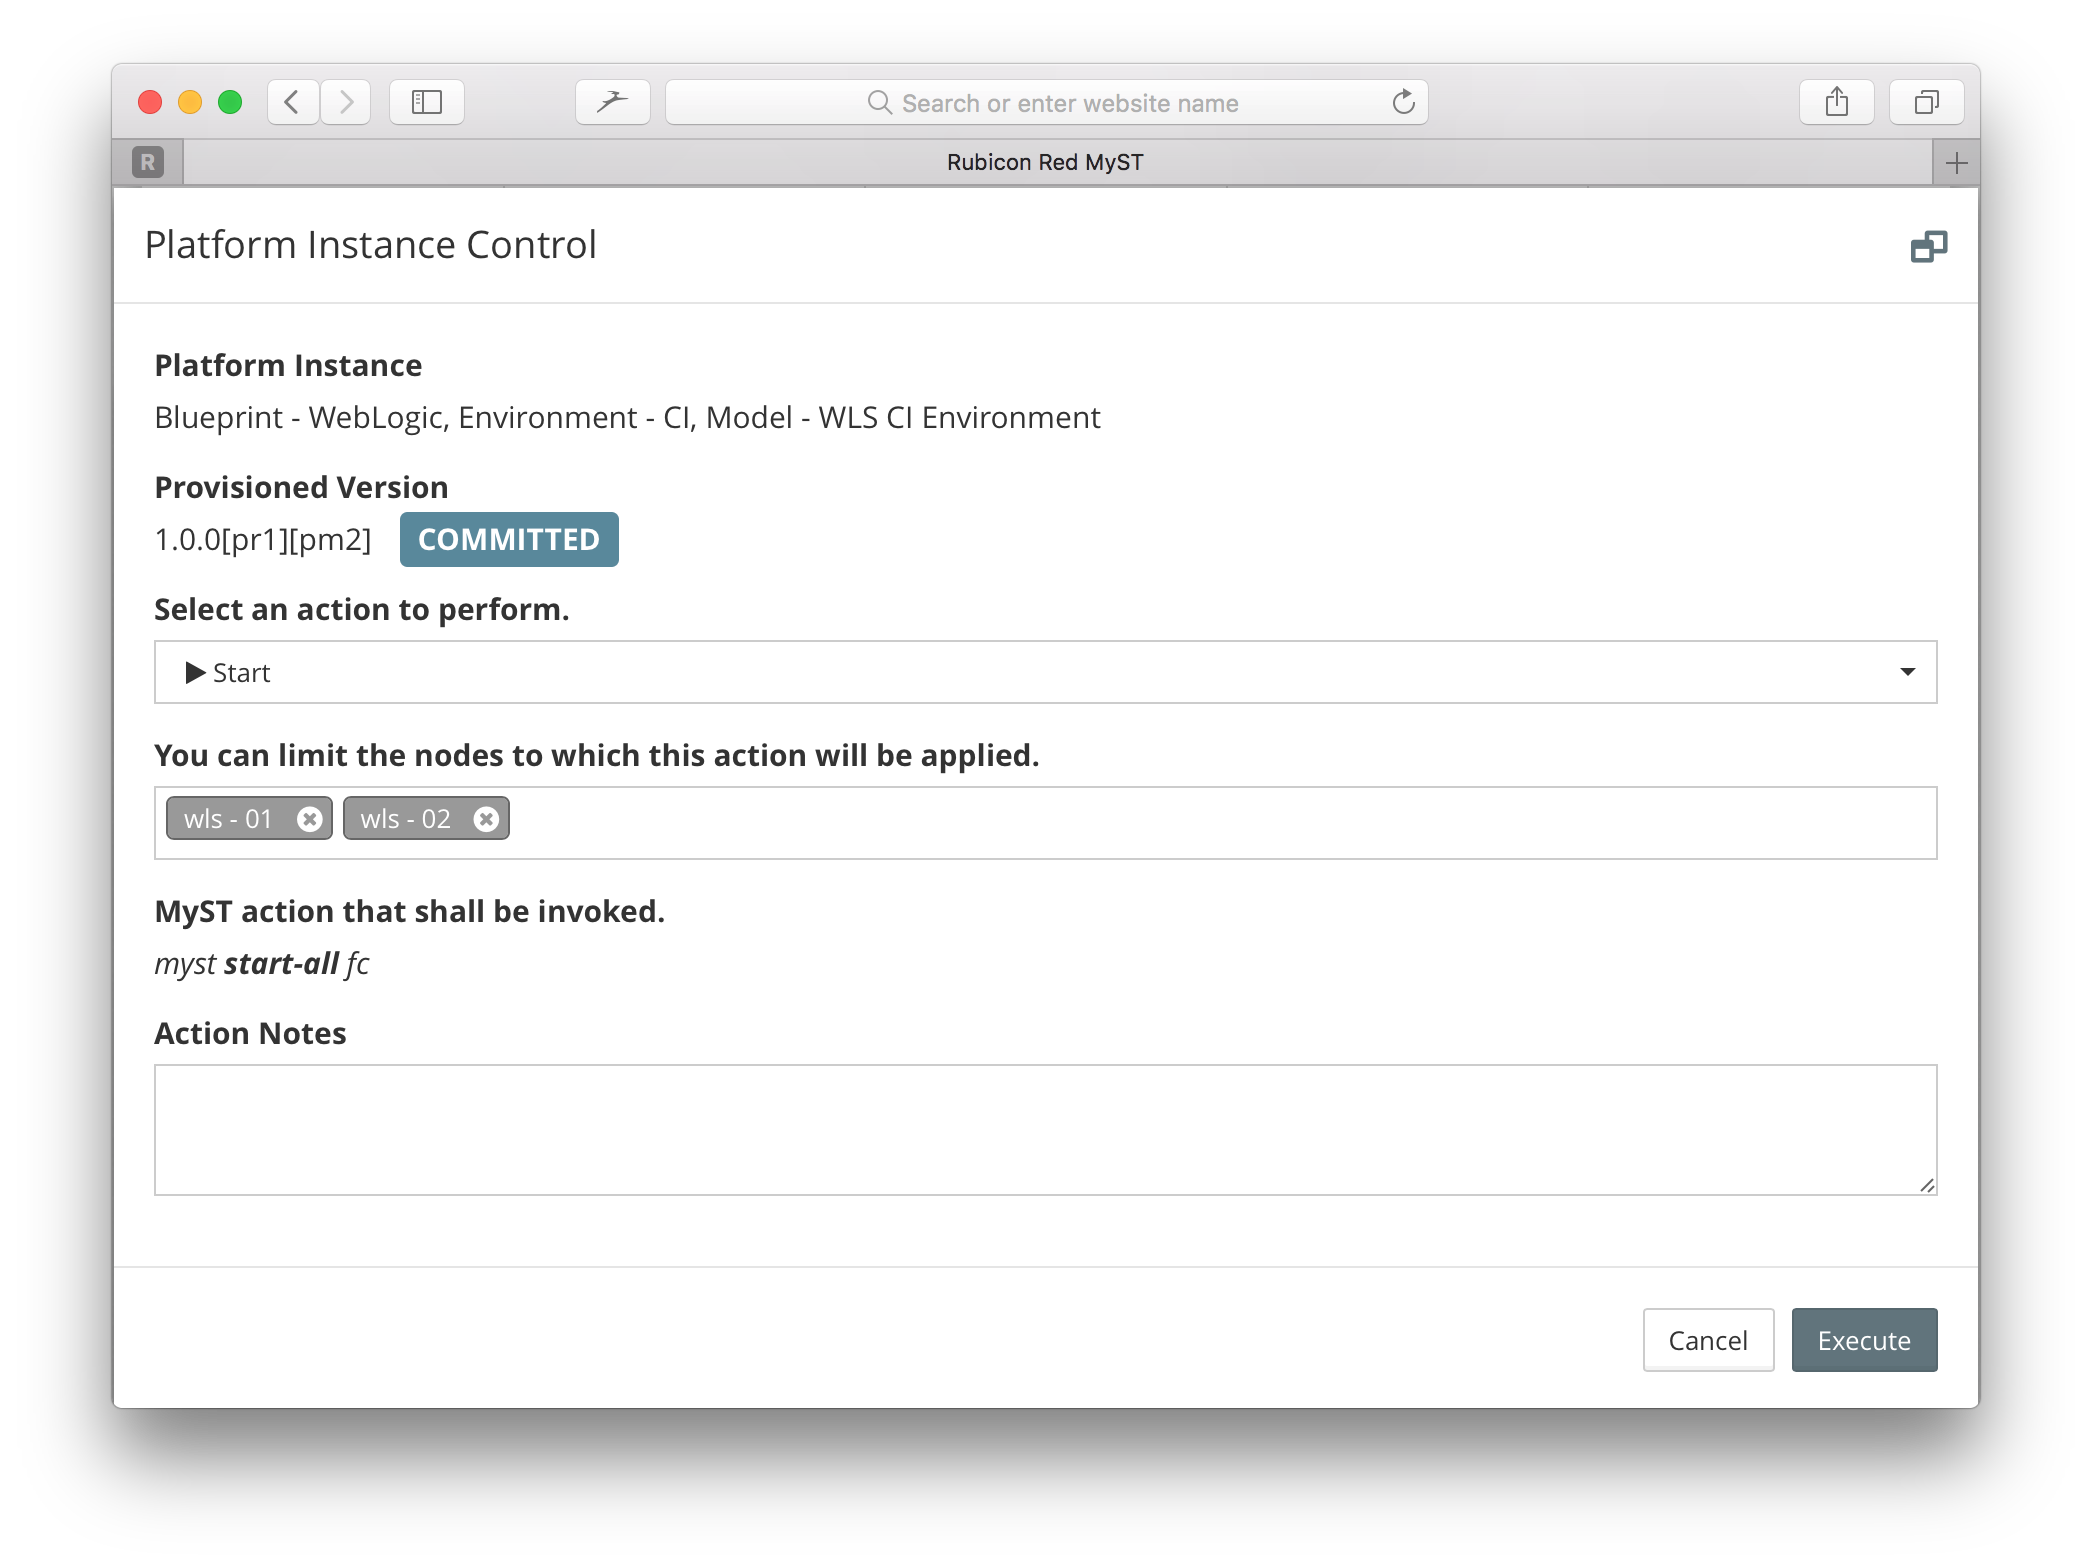 Search or enter website name
R
Rubicon Red MyST
Platform Instance Control
Platform Instance
Blueprint - WebLogic, Environment - CI, Model - WLS CI Environment
Provisioned Version
1.0.0[pr1][pm2] COMMITTED
Select an action to perform.
Start
You can limit the nodes to which this action will be applied.
wls - 01 wls - 02
MyST action that shall be invoked.
myst start-all fc
Action Notes
Cancel Execute